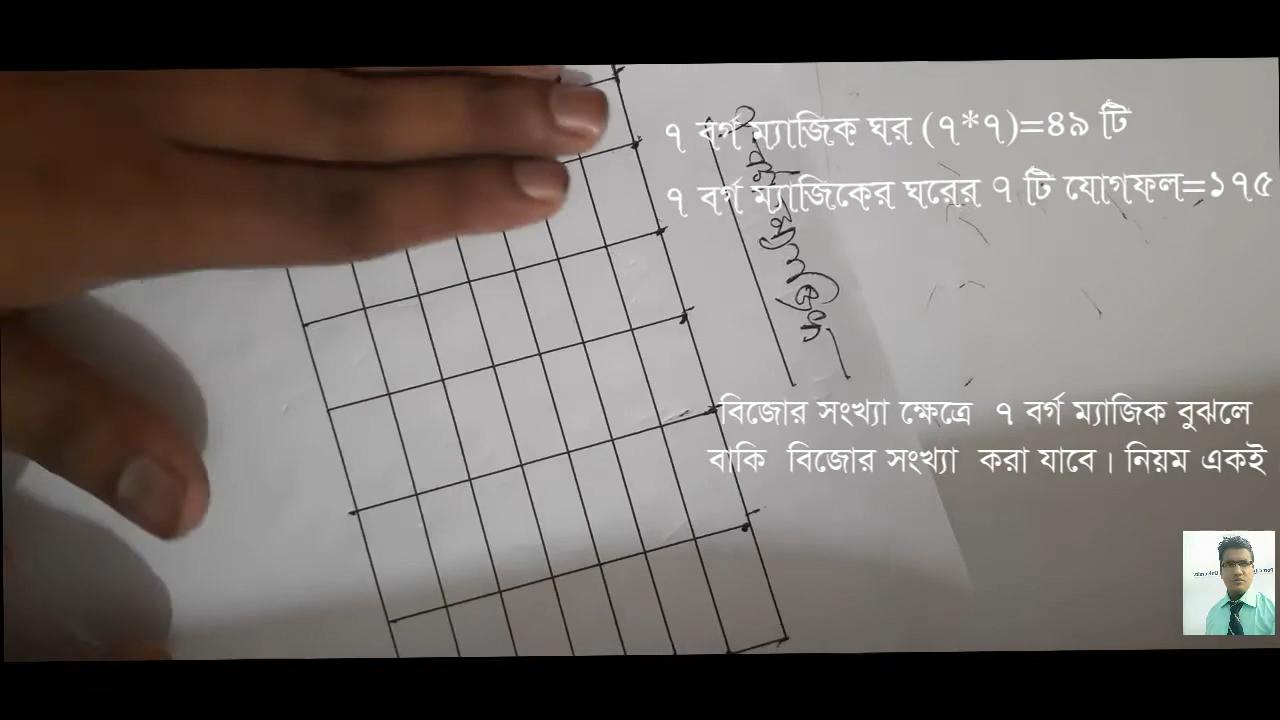 ৭ বর্গ ম্যাজিক ঘর (৭*৭)=৪৯ টি
৭ বর্গ ম্যাজিকের ঘরের ৭ টি যোগফল=১৭৫
বিজোর সংখ্যা ক্ষেত্রে ৭ বর্গ ম্যাজিক বুঝলে
বাকি বিজোর সংখ্যা করা যাবে। নিয়ম একই